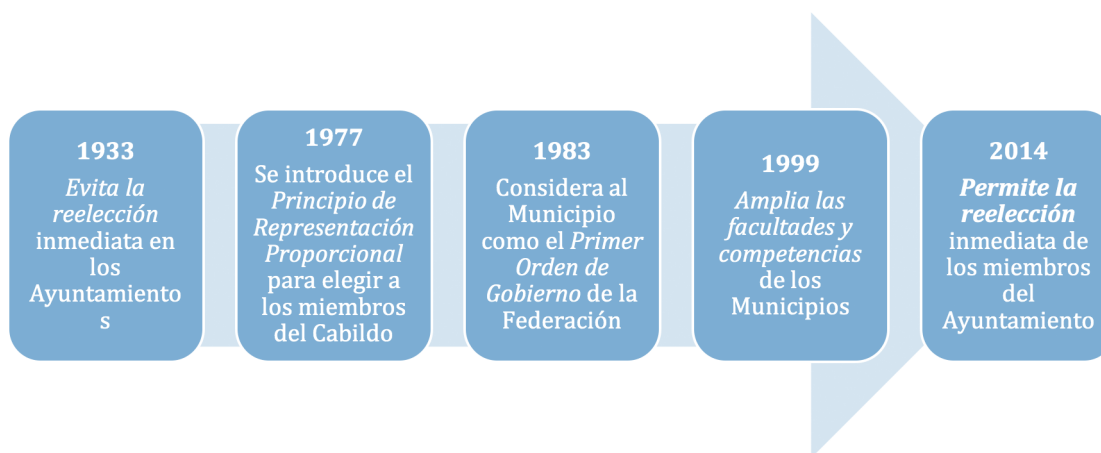 1933
Evita la
reelección
inmediata en
los
Ayuntamiento
s
1977
Se introduce el
Principio de
Representación
Proporcional
para elegir a
los miembros
del Cabildo
1983
Considera al
Municipio
como el Primer
Orden de
Gobierno de la
Federación
1999
Amplia las
facultades y
competencias
de los
Municipios
2014
Permite la
reelección
inmediata de
los miembros
del
Ayuntamiento